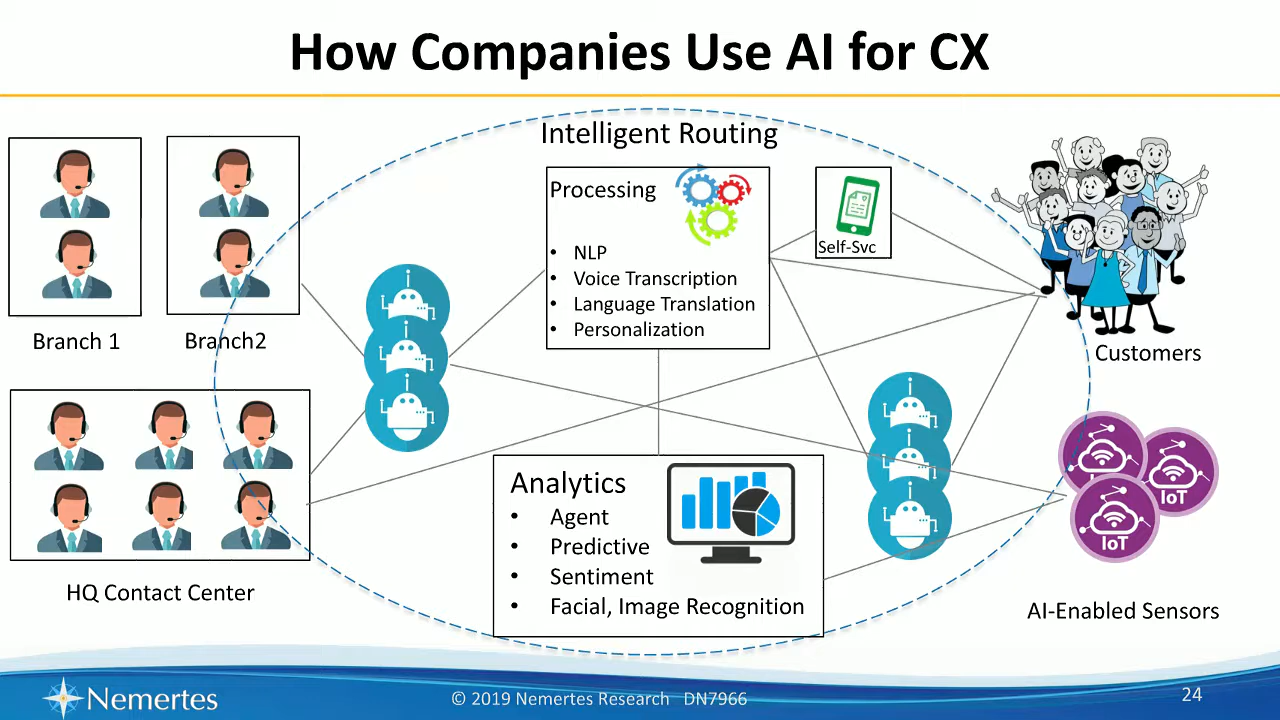 How Companies Use AI for CX
Intelligent Routing
Processing
• NLP
• Voice Transcription
• Language Translation
• Personalization
Self-Svc
Branch 1
Branch2
Customers
HQ Contact Center
Analytics
• Agent
• Predictive
• Sentiment
• Facial, Image Recognition
IoT
IoT
AI-Enabled Sensors
Nemertes
© 2019 Nemertes Research DN7966
24